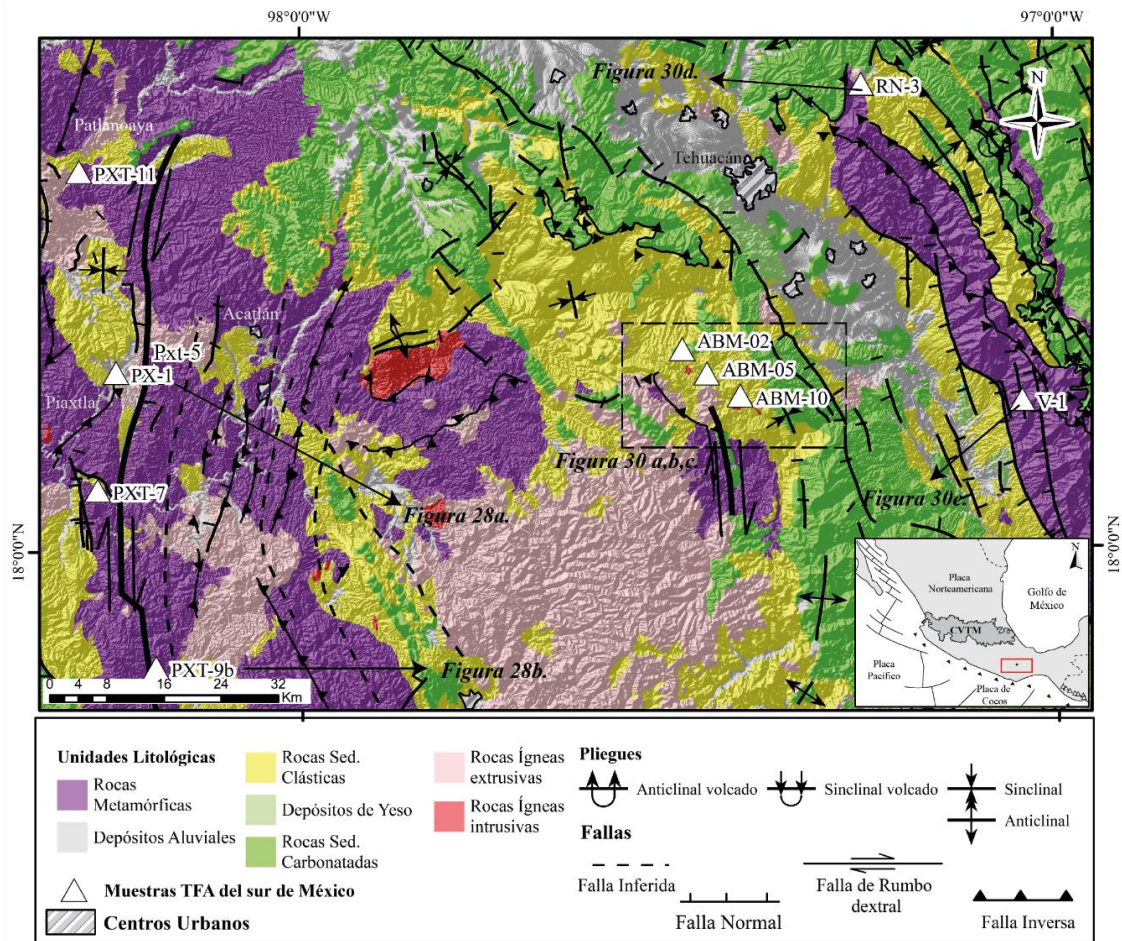 98°0'0"W
97°0'0"W
Figura 30d.
RN-3
N
Patlanoaya
Tehuacán
PXT-11
Acatlán
ABM-02
Pxt-5
ABM-05
PX-1
ABM-10
V-1
Piaxtla
Figura 30 a,b,c.
PXT-7
Figura 30e.
Figura 28a.
18°0'0"N
18°0'0"N
N
Placa
Norteamericana
Golfo de
México
CVTM
Placa
Pacífico
Placa de
Cocos
PXT-9b
Figura 28b.
0 4 8 16 24 32
Km
Unidades Litológicas
Rocas
Metamórficas
Depósitos Aluviales
Rocas Sed.
Clásticas
Depósitos de Yeso
Rocas Sed.
Carbonatadas
Rocas Ígneas
extrusivas
Rocas Ígneas
intrusivas
Muestras TFA del sur de México
Centros Urbanos
Pliegues
Anticlinal volcado
Sinclinal volcado
Sinclinal
Anticlinal
Fallas
Falla Inferida
Falla Normal
Falla de Rumbo
dextral
Falla Inversa